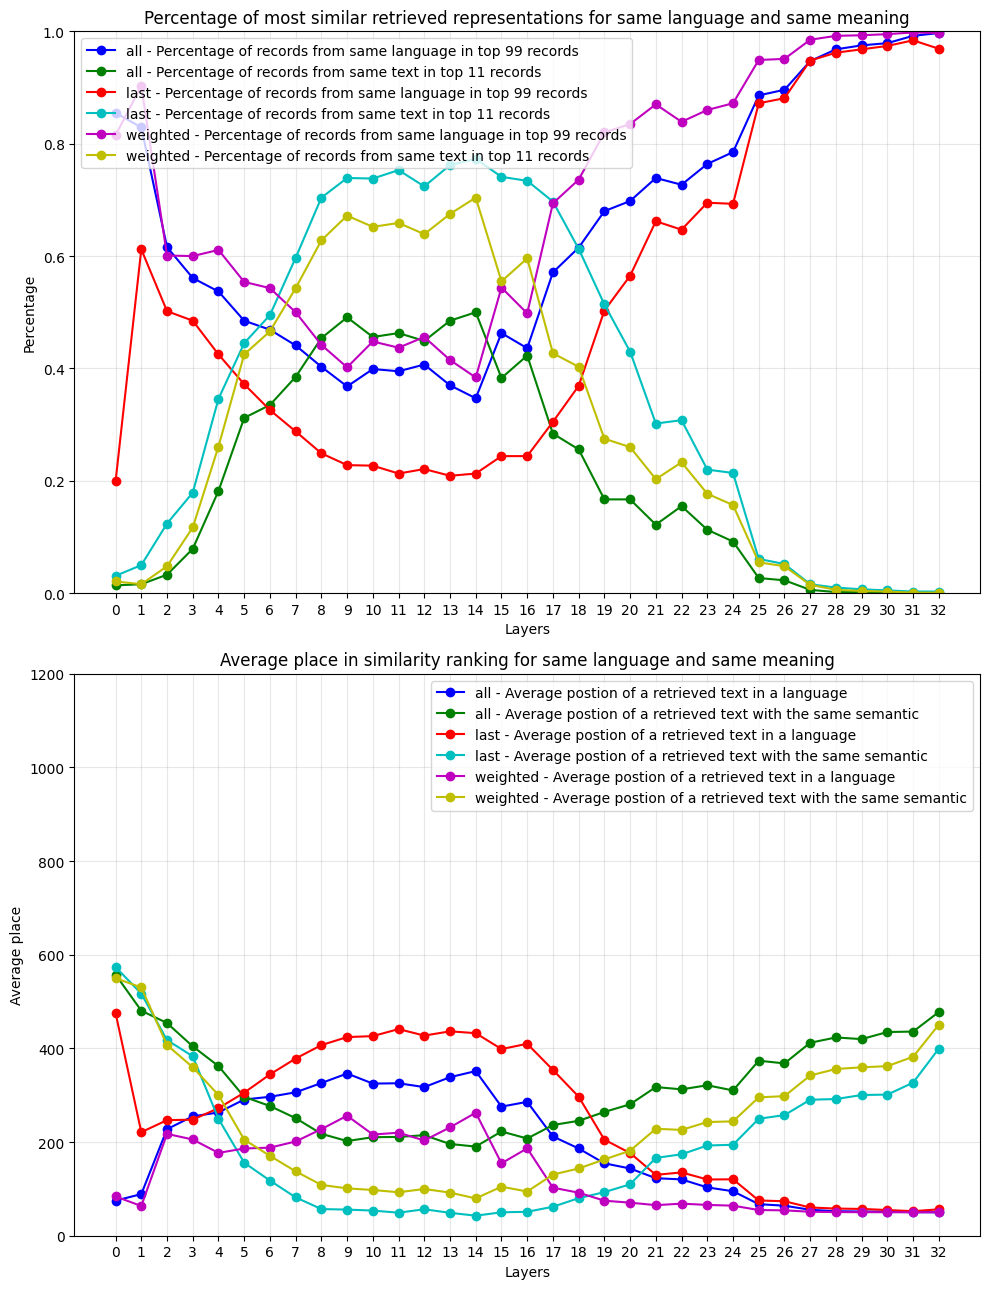 Percentage of most similar retrieved representations for same language and same meaning
1.0
0.8
0.6
0.4
0.2
0.0
Percentage
all - Percentage of records from same language in top 99 records
all - Percentage of records from same text in top 11 records
last - Percentage of records from same language in top 99 records
last - Percentage of records from same text in top 11 records
weighted - Percentage of records from same language in top 99 records
weighted - Percentage of records from same text in top 11 records
0 1 2 3 4 5 6 7 8 9 10 11 12 13 14 15 16 17 18 19 20 21 22 23 24 25 26 27 28 29 30 31 32
Layers
Average place in similarity ranking for same language and same meaning
1200
1000
800
600
400
200
0
Average place
all - Average postion of a retrieved text in a language
all - Average postion of a retrieved text with the same semantic
last - Average postion of a retrieved text in a language
last - Average postion of a retrieved text with the same semantic
weighted - Average postion of a retrieved text in a language
weighted - Average postion of a retrieved text with the same semantic
0 1 2 3 4 5 6 7 8 9 10 11 12 13 14 15 16 17 18 19 20 21 22 23 24 25 26 27 28 29 30 31 32
Layers